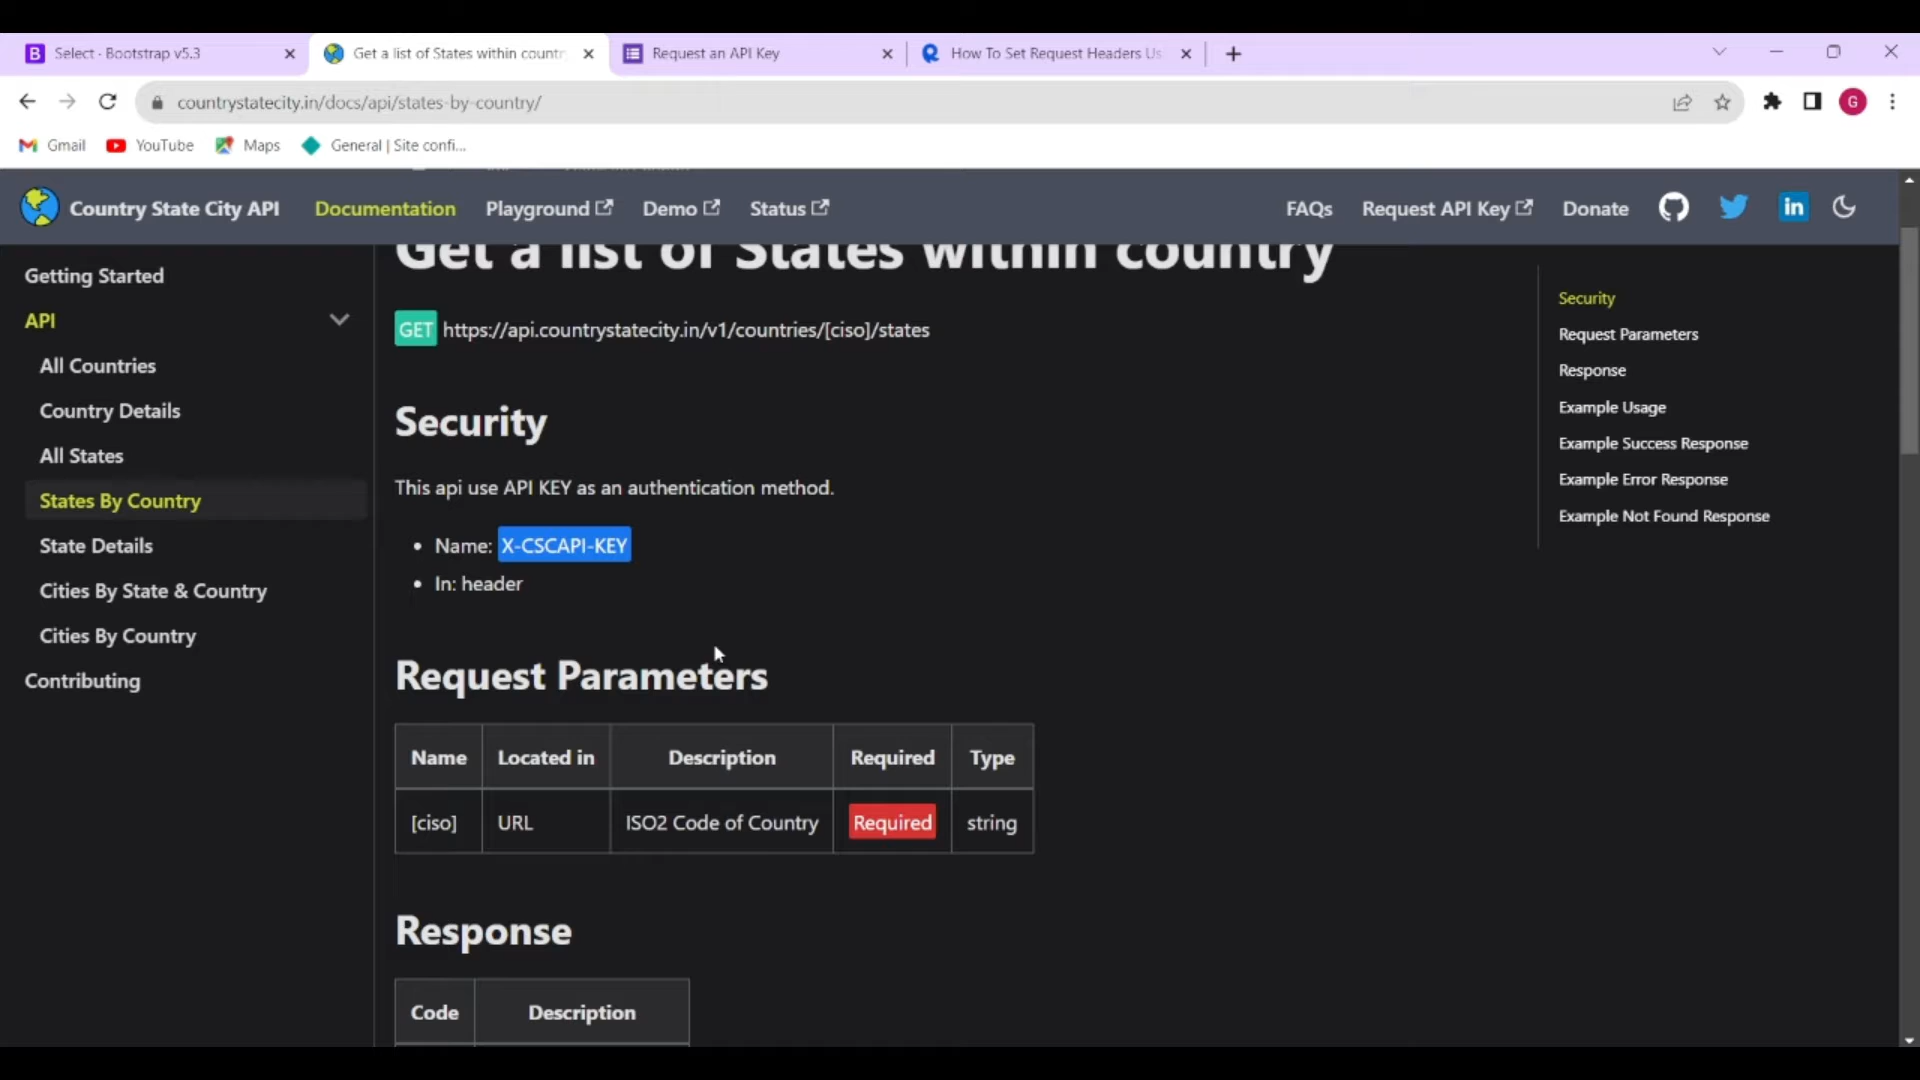 Select - Bootstrap v5.3
Get a list of States within countr
Request an API Key
How To Set Request Headers Us
countrystatecity.in/docs/api/states-by-country/
G
Gmail
YouTube
Maps
General | Site confi...
Country State City API
Documentation
Playground
Demo
Status
FAQs
Request API Key
Donate
Getting Started
API
All Countries
Country Details
All States
States By Country
State Details
Cities By State & Country
Cities By Country
Contributing
Get a list of States within country
GET https://api.countrystatecity.in/v1/countries/[ciso]/states
Security
This api use API KEY as an authentication method.
• Name: X-CSCAPI-KEY
• In: header
Request Parameters
Name Located in Description Required Type
[ciso] URL ISO2 Code of Country Required string
Response
Code Description
Security
Request Parameters
Response
Example Usage
Example Success Response
Example Error Response
Example Not Found Response